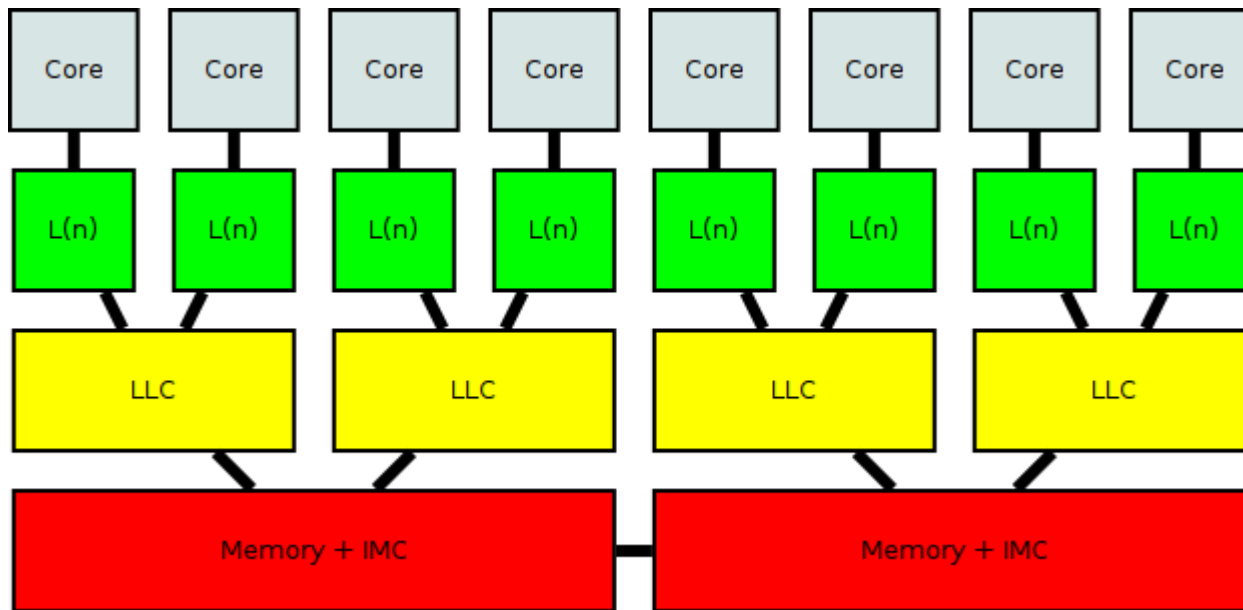 Core Core Core Core Core Core Core Core
L(n) L(n) L(n) L(n) L(n) L(n) L(n) L(n)
LLC LLC LLC LLC
Memory + IMC Memory + IMC